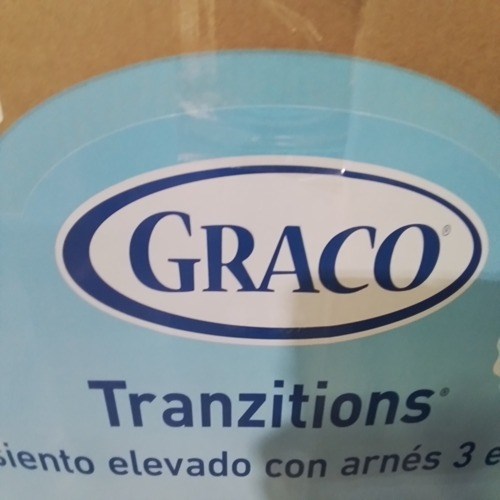 GRACO®
Tranzitions®
siento elevado con arnés 3 e